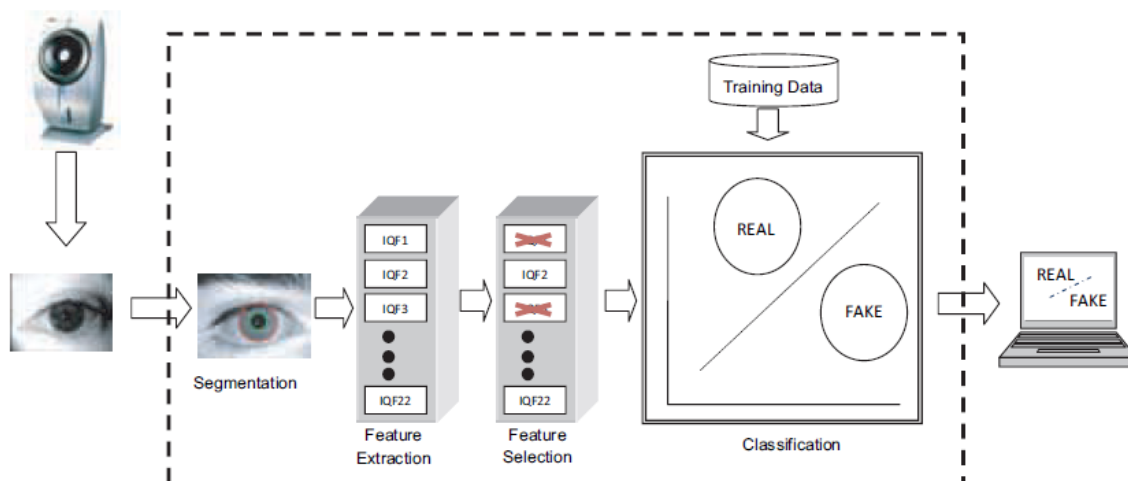 Training Data
REAL
FAKE
Classification
Segmentation
IQF1
IQF2
IQF3
IQF22
Feature
Extraction
IQF2
IQF22
Feature
Selection
REAL
FAKE